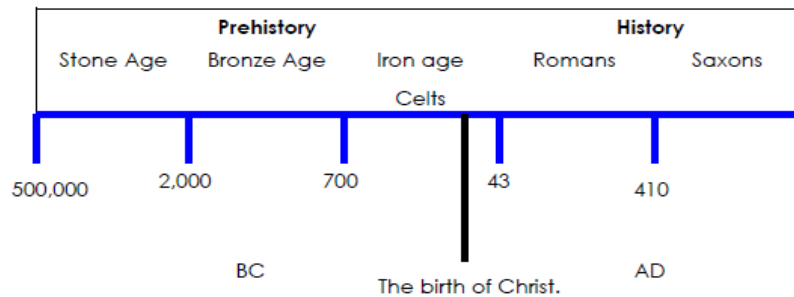 Prehistory History
Stone Age Bronze Age Iron age Romans Saxons
Celts
500,000 2,000 700 43 410
BC AD
The birth of Christ.